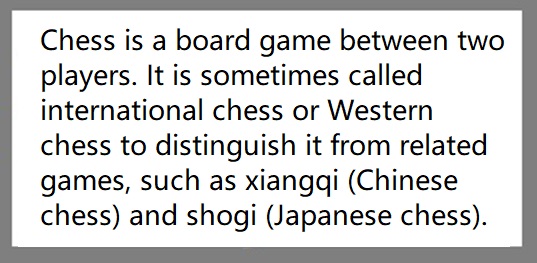 Chess is a board game between two
players. It is sometimes called
international chess or Western
chess to distinguish it from related
games, such as xiangqi (Chinese
chess) and shogi (Japanese chess).